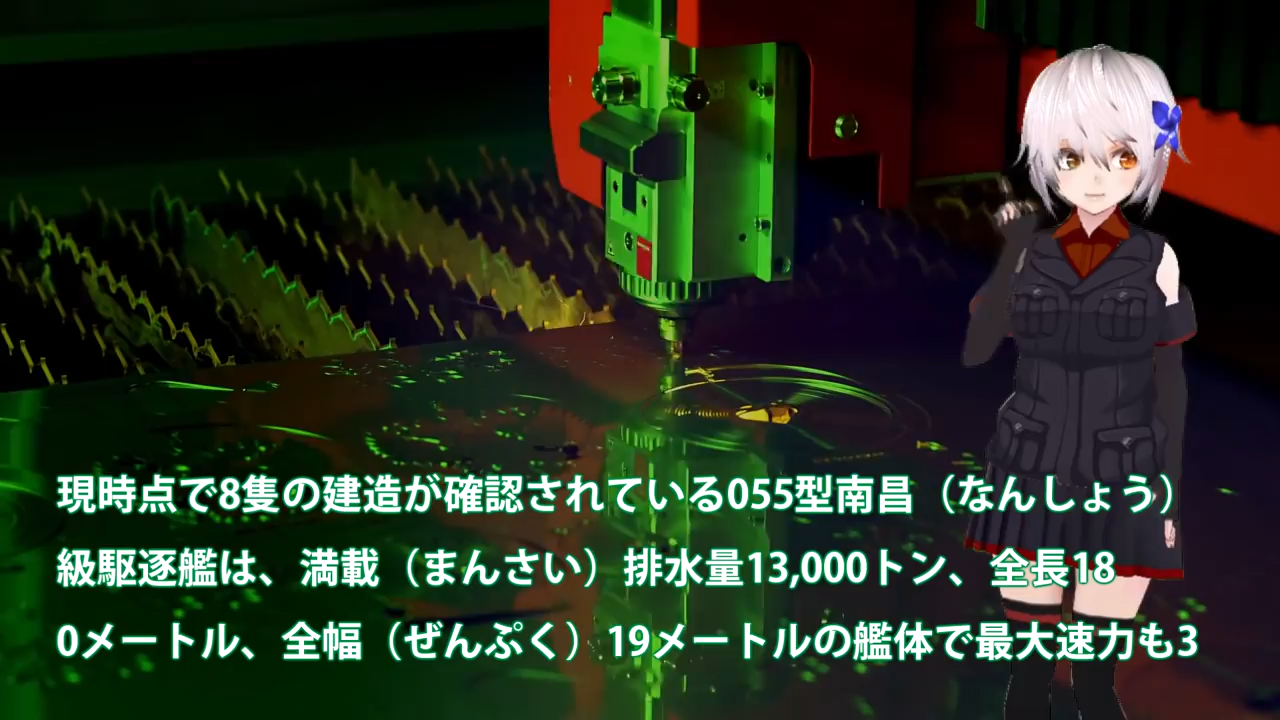 現時点で8隻の建造が確認されている055型南昌（なんしょう）
級駆逐艦は、満載（まんさい）排水量13,000トン、全長18
0メートル、全幅（ぜんぷく）19メートルの艦体で最大速力も3